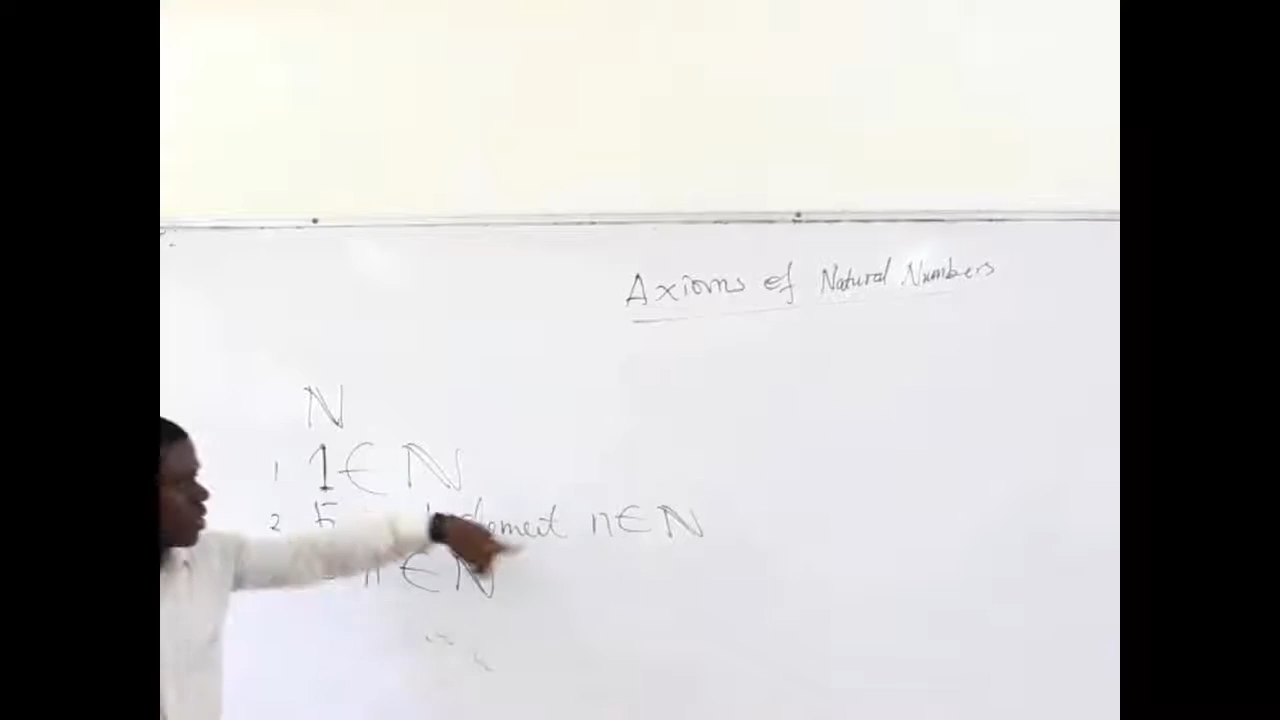 Axioms of Natural Numbers
ℕ
1 1 ∈ ℕ
2 element n ∈ ℕ
n ∈ ℕ